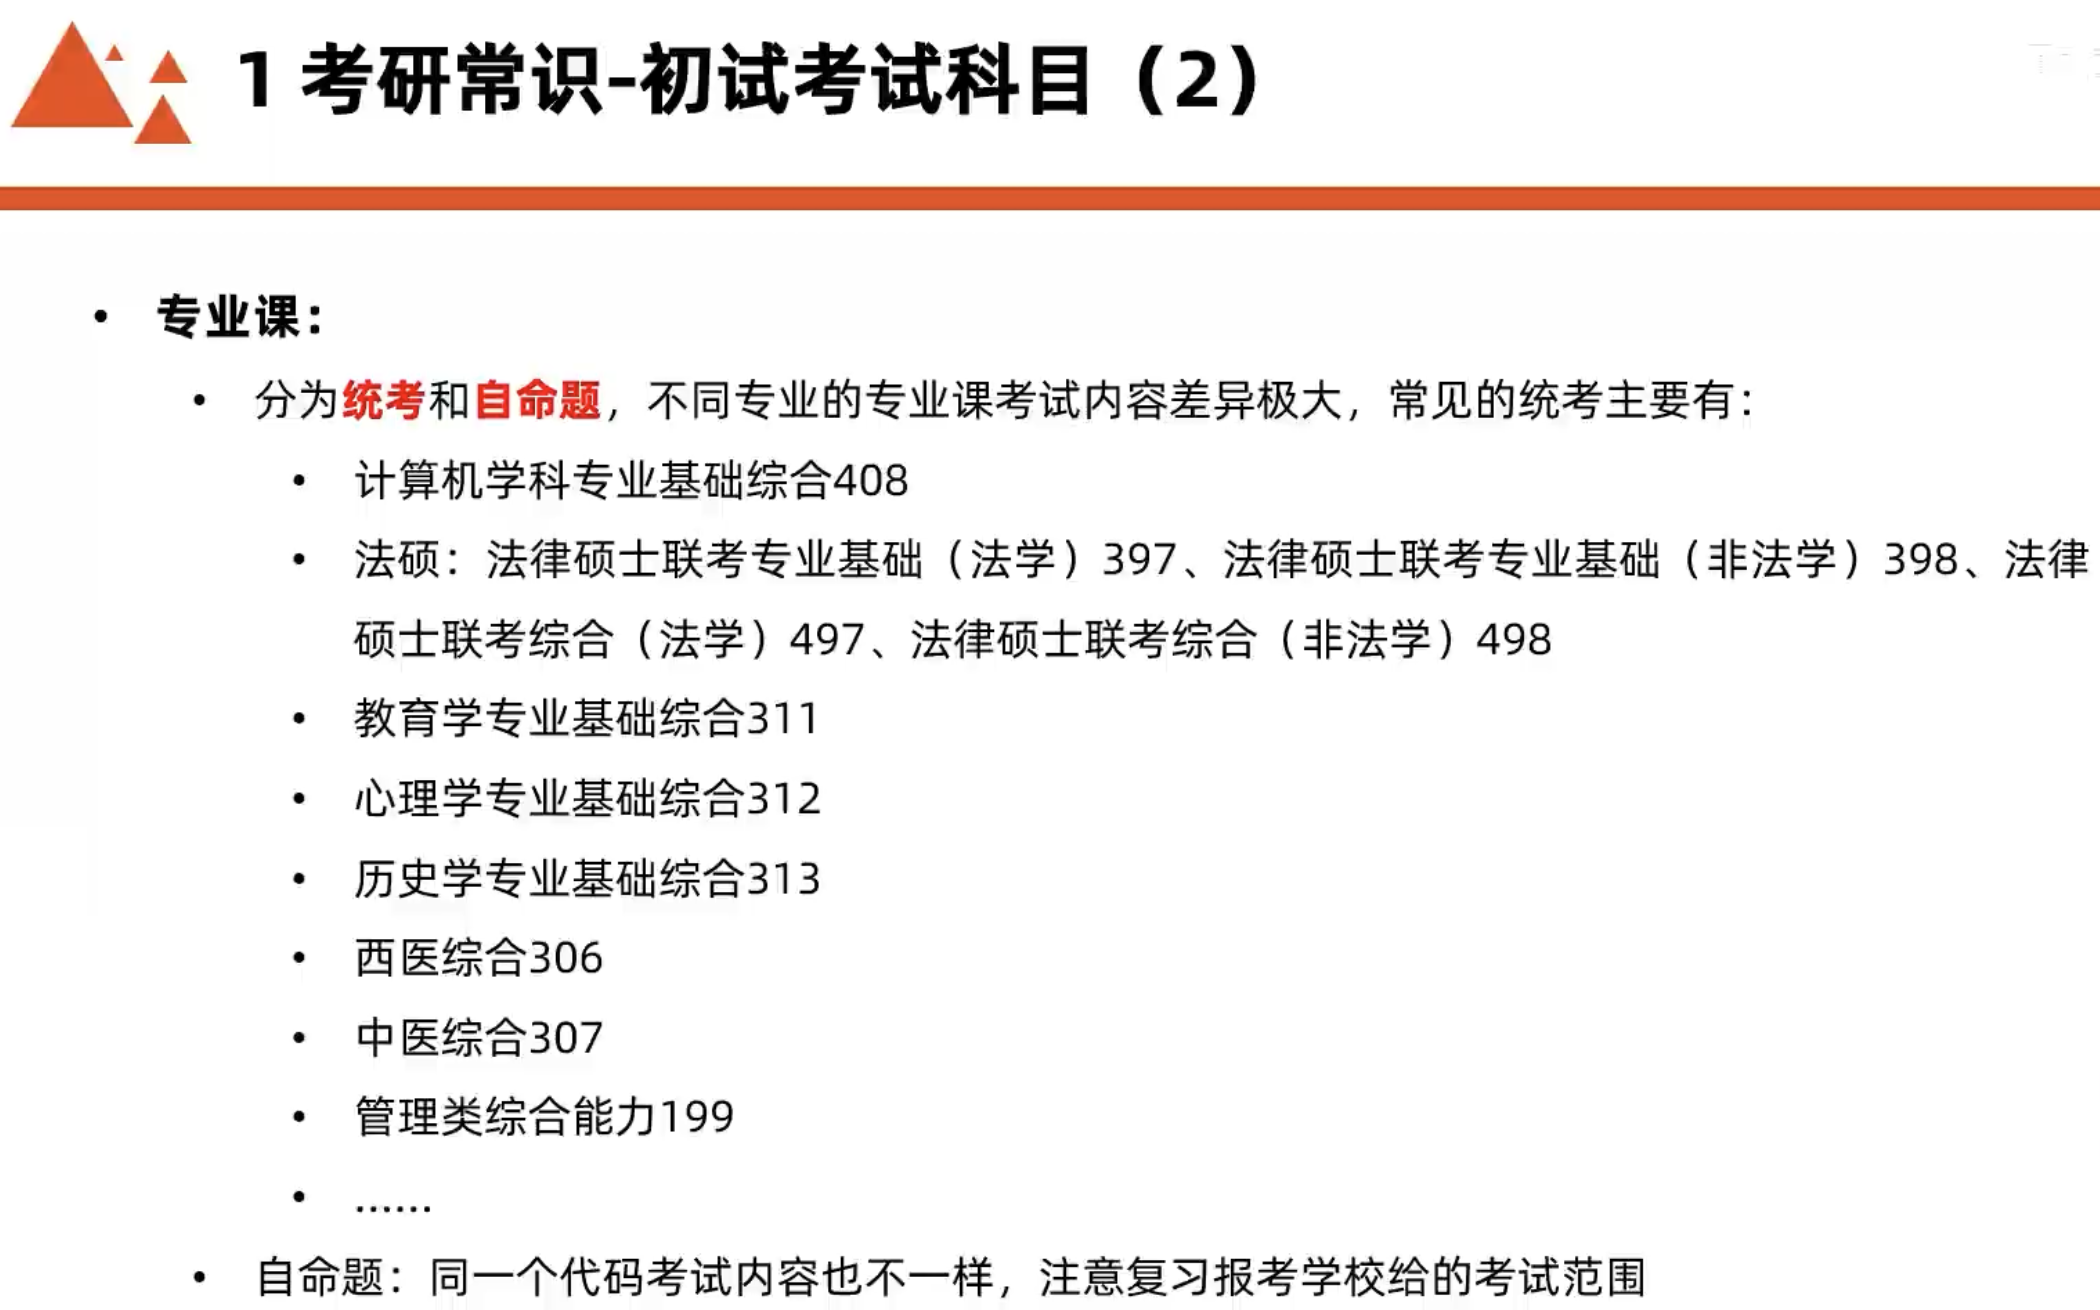 1 考研常识-初试考试科目（2）
• 专业课：
• 分为统考和自命题，不同专业的专业课考试内容差异极大，常见的统考主要有：
• 计算机学科专业基础综合408
• 法硕：法律硕士联考专业基础（法学）397、法律硕士联考专业基础（非法学）398、法律
硕士联考综合（法学）497、法律硕士联考综合（非法学）498
• 教育学专业基础综合311
• 心理学专业基础综合312
• 历史学专业基础综合313
• 西医综合306
• 中医综合307
• 管理类综合能力199
• ......
• 自命题：同一个代码考试内容也不一样，注意复习报考学校给的考试范围